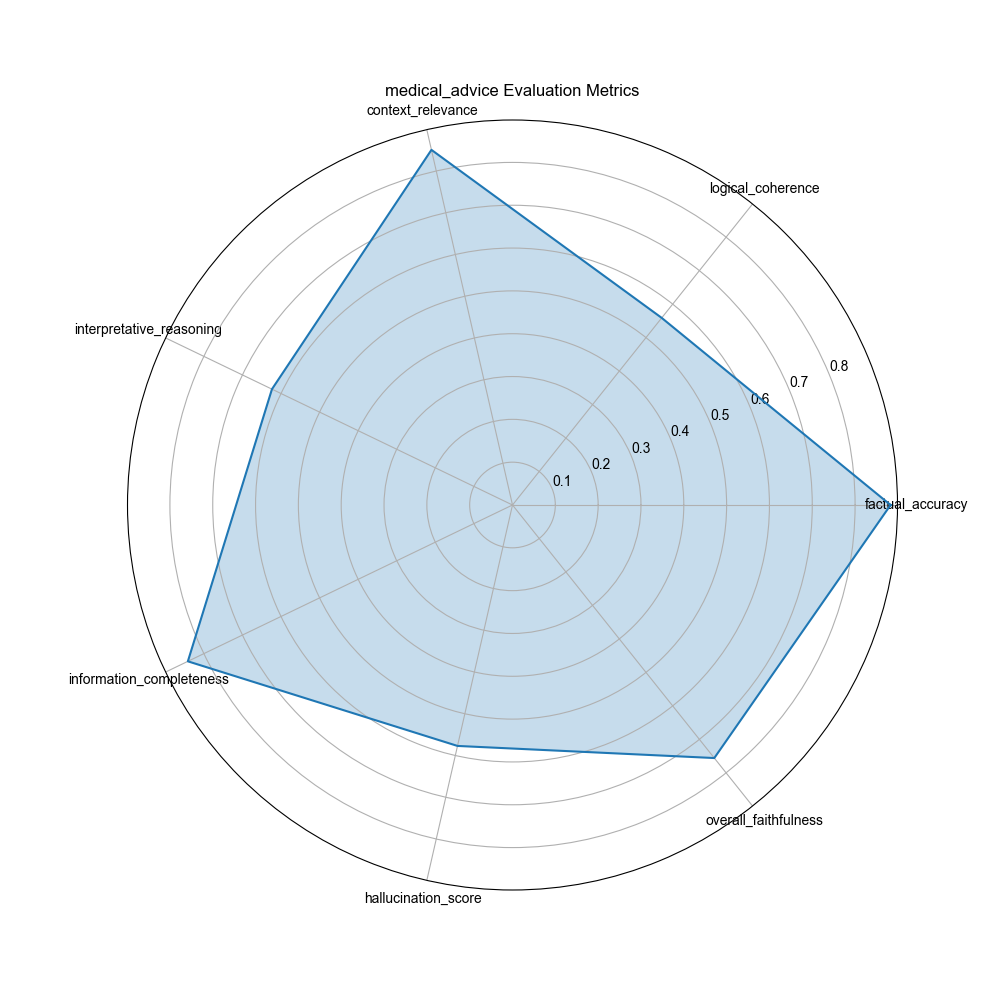 medical_advice Evaluation Metrics
context_relevance
logical_coherence
interpretative_reasoning
0.8
0.7
0.6
0.5
0.4
0.3
0.2
0.1
factual_accuracy
information_completeness
overall_faithfulness
hallucination_score